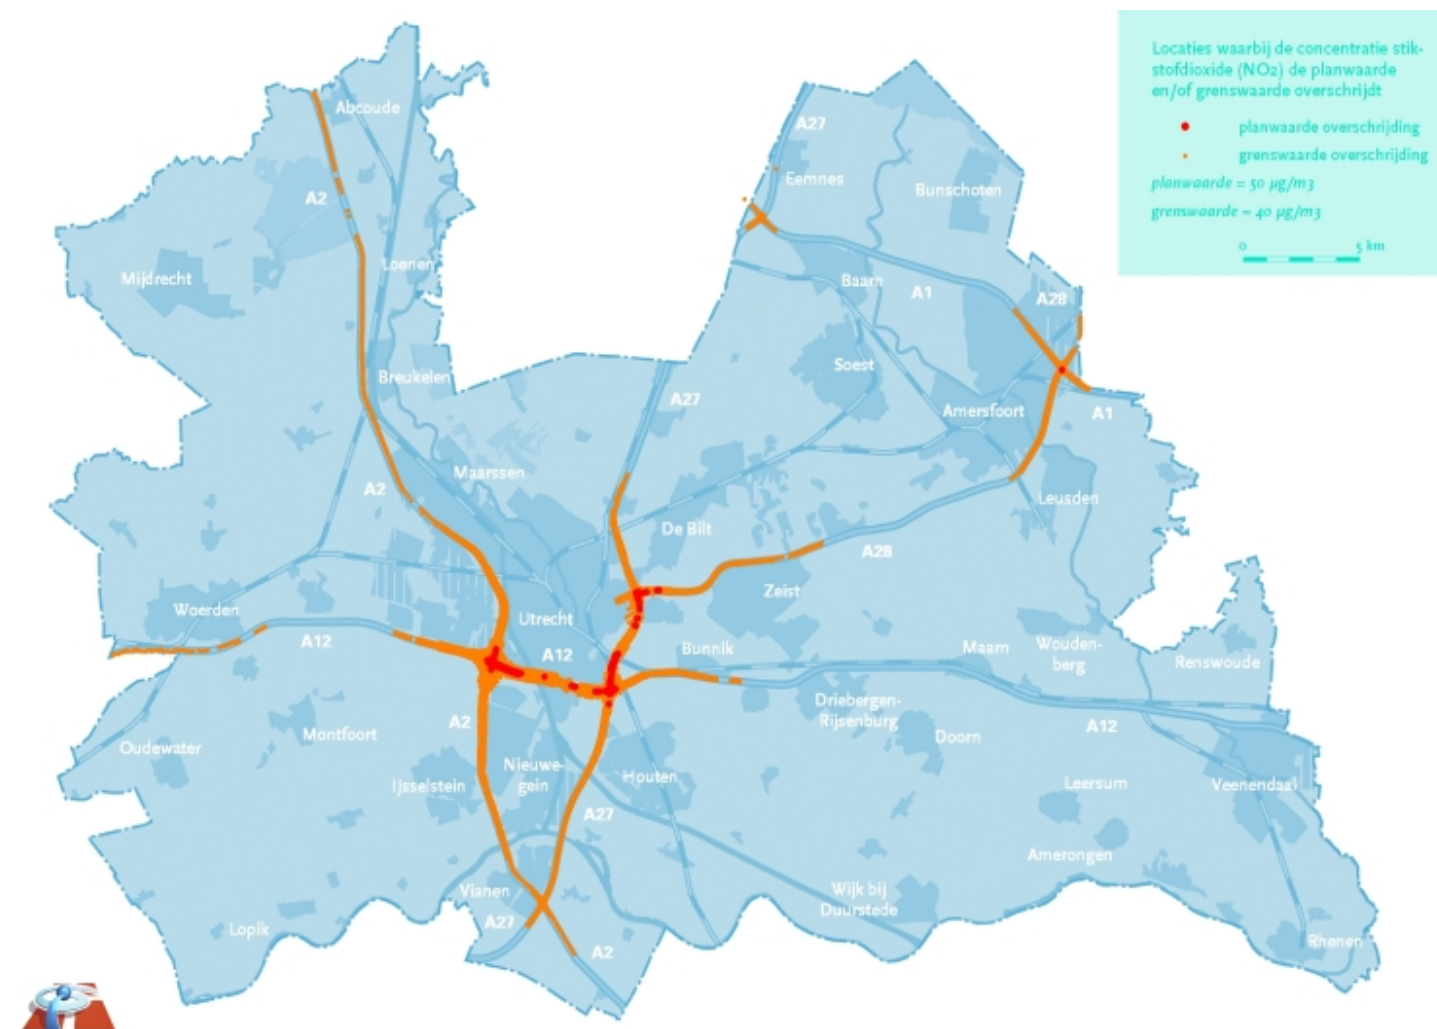 Locaties waarbij de concentratie stik-
stofdioxide (NO2) de planwaarde
en/of grenswaarde overschrijdt
planwaarde overschrijding
grenswaarde overschrijding
planwaarde = 50 µg/m3
grenswaarde = 40 µg/m3
0 5 km
Abcoude
A27
Eemnes
Bunschoten
A2
Loenen
Mijdrecht
Baarn
A1
A28
Breukelen
Soest
A27
Amersfoort
A1
Maarssen
A2
Leusden
De Bilt
A28
Zeist
Woerden
Utrecht
A12
A12
Bunnik
Maarn
Wouden-
berg
Renswoude
Driebergen-
Rijsenburg
A2
A12
Montfoort
Oudewater
Doorn
Nieuwe-
gein
IJsselstein
Houten
Leersum
Veenendaal
A27
Amerongen
Vianen
Wijk bij
Duurstede
A27
Lopik
A2
Rhenen